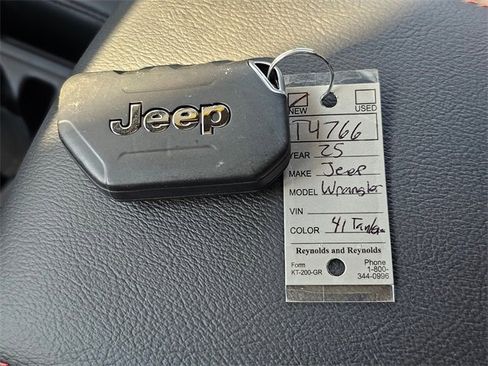 Jeep
NEW USED
T4766
YEAR 25
MAKE Jeep
MODEL Wrangler
VIN
COLOR 41
Reynolds and Reynolds
Form
KT-200-GR
Phone
1-800-
344-0996